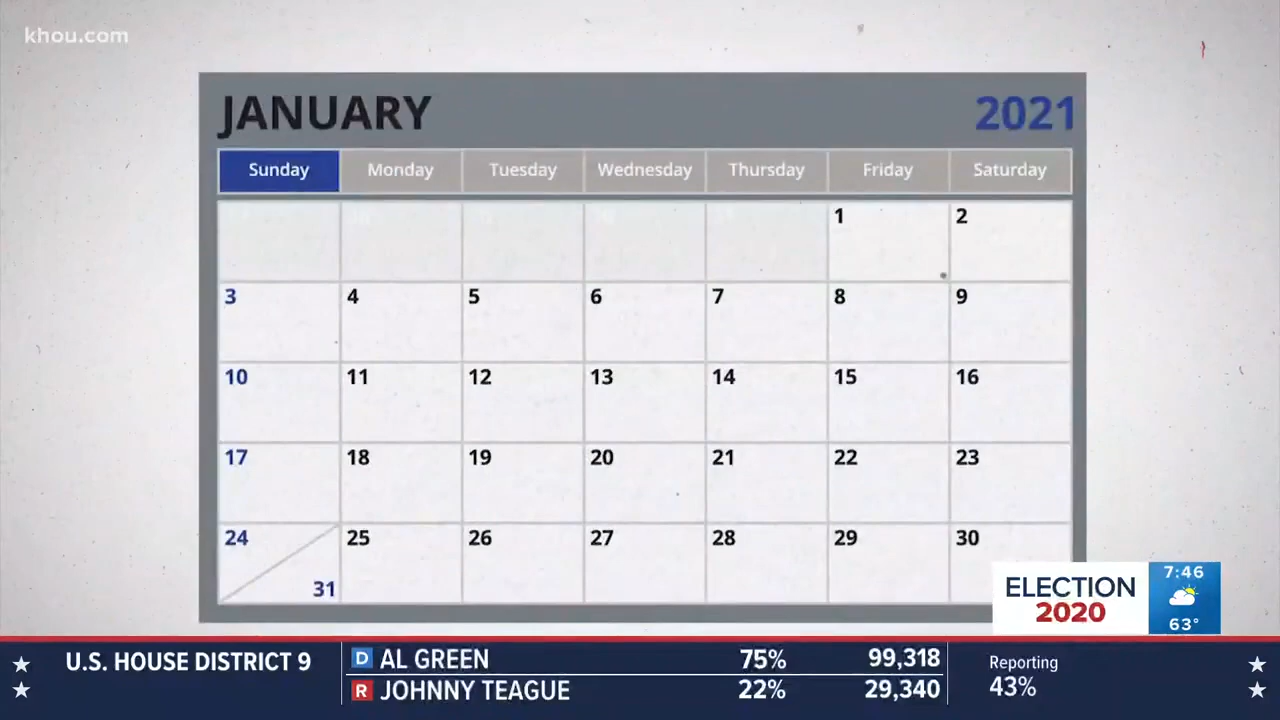 khou.com
JANUARY 2021
Sunday Monday Tuesday Wednesday Thursday Friday Saturday
1 2
3 4 5 6 7 8 9
10 11 12 13 14 15 16
17 18 19 20 21 22 23
24 25 26 27 28 29 30
31
ELECTION
2020
7:46
63°
U.S. HOUSE DISTRICT 9
D AL GREEN 75% 99,318
R JOHNNY TEAGUE 22% 29,340
Reporting
43%